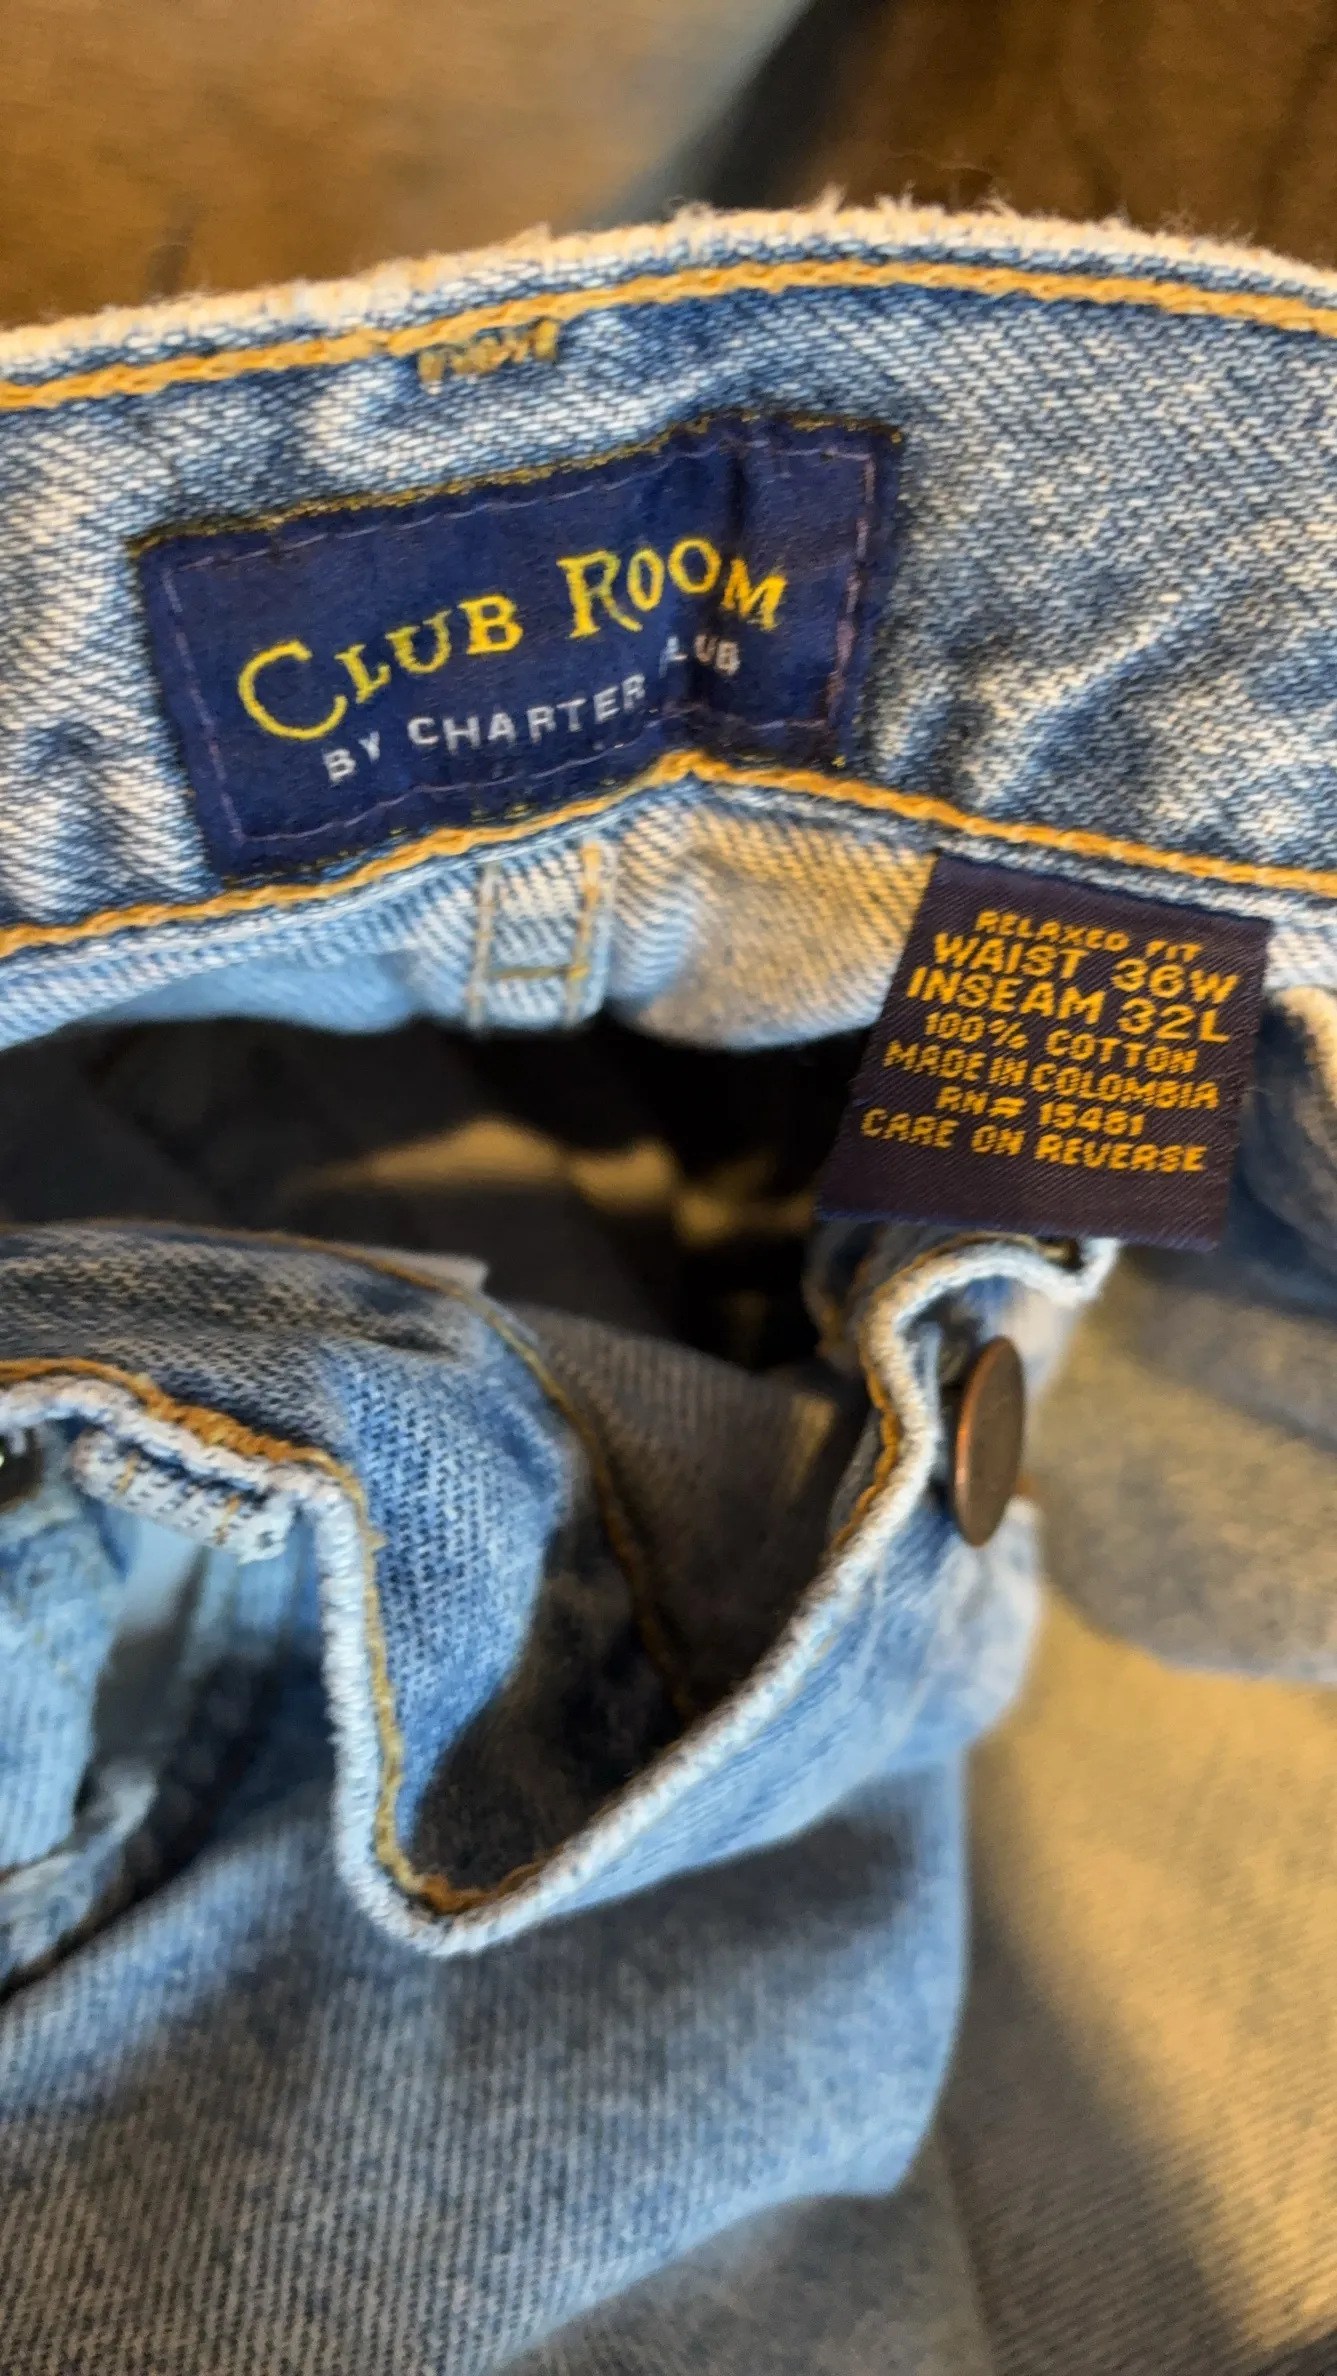 CLUB ROOM
BY CHARTER CLUB
RELAXED FIT
WAIST 36W
INSEAM 32L
100% COTTON
MADE IN COLOMBIA
RN# 15481
CARE ON REVERSE